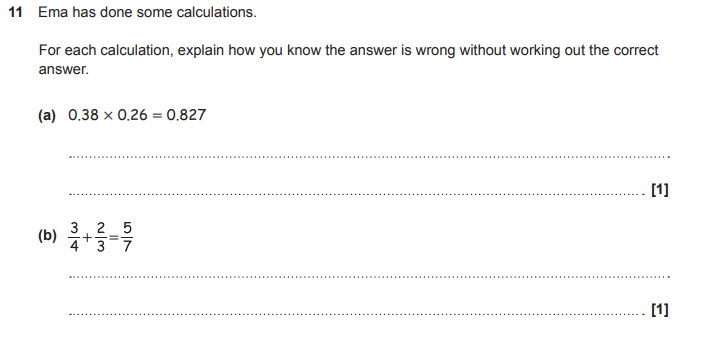 11 Ema has done some calculations.
For each calculation, explain how you know the answer is wrong without working out the correct
answer.
(a) 0.38 × 0.26 = 0.827
[1]
(b) 3/4 + 2/3 = 5/7
[1]